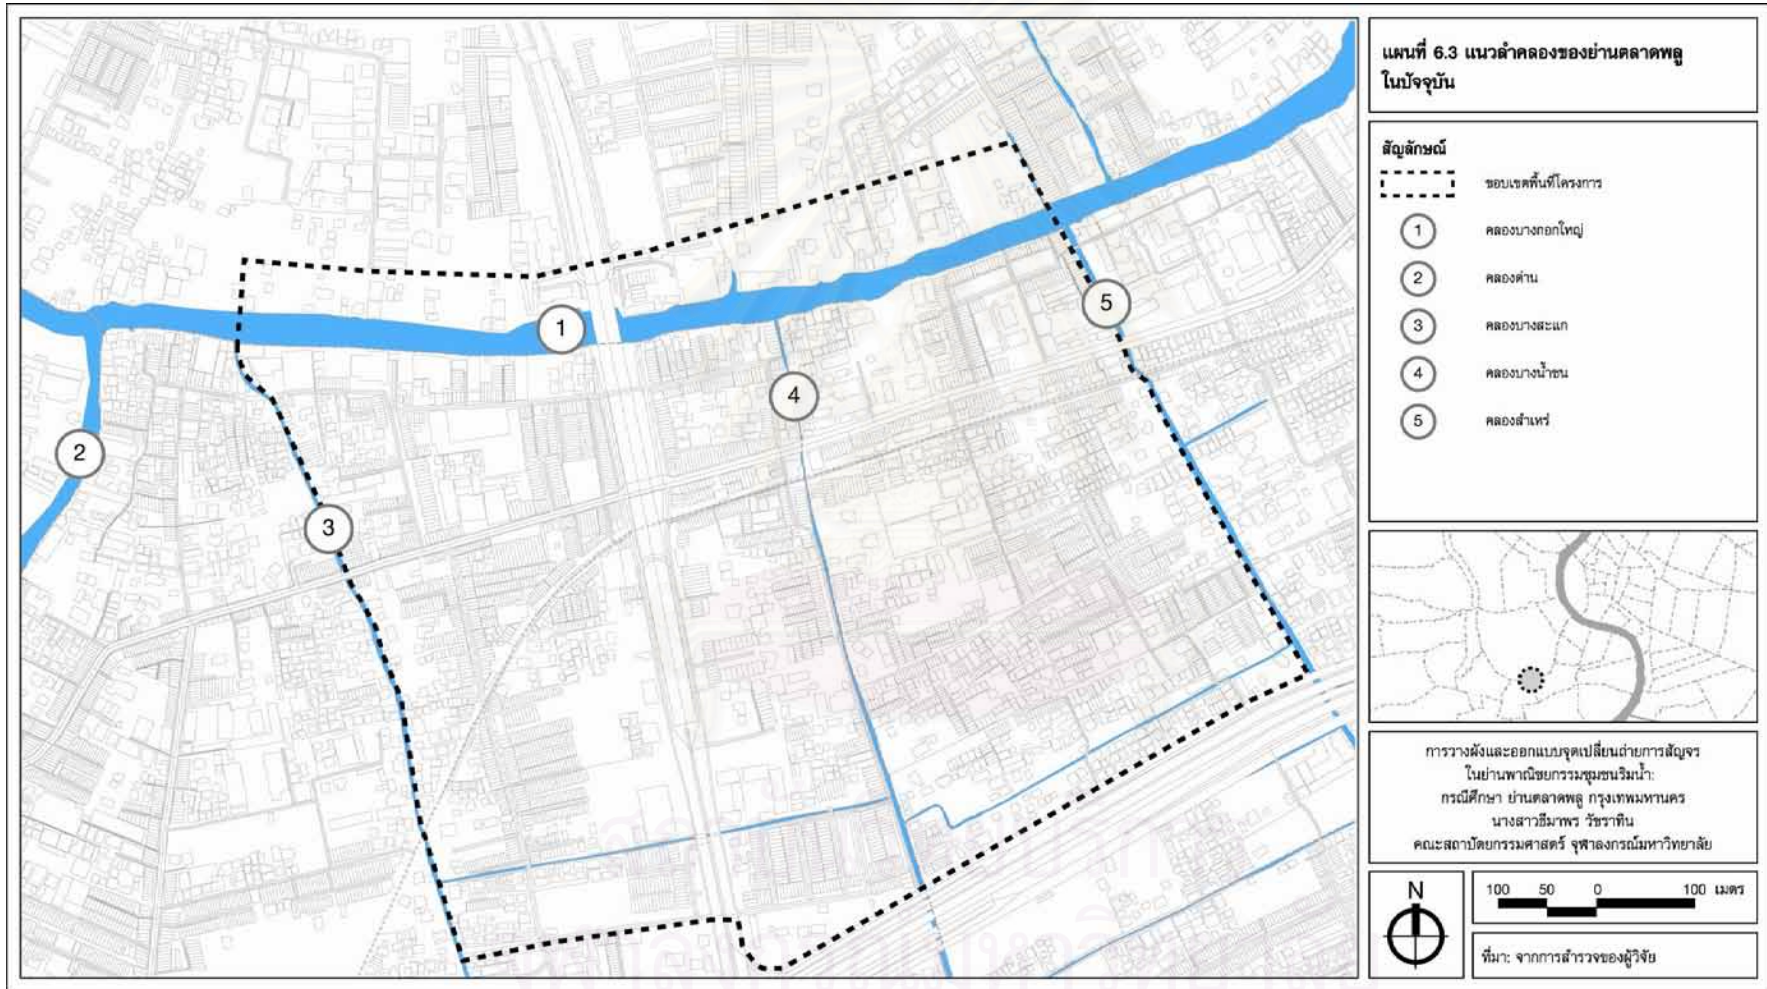 แผนที่ 6.3 แนวลำคลองของย่านตลาดพลู
ในปัจจุบัน
สัญลักษณ์
ขอบเขตพื้นที่โครงการ
1 คลองบางกอกใหญ่
2 คลองด่าน
3 คลองบางสะแก
4 คลองบางน้ำชน
5 คลองสำเหร่
1
2
3
4
5
การวางผังและออกแบบจุดเปลี่ยนถ่ายการสัญจร
ในย่านพาณิชยกรรมชุมชนริมน้ำ:
กรณีศึกษา ย่านตลาดพลู กรุงเทพมหานคร
นางสาวธีมาพร วัชราทิน
คณะสถาปัตยกรรมศาสตร์ จุฬาลงกรณ์มหาวิทยาลัย
N
100 50 0 100 เมตร
ที่มา: จากการสำรวจของผู้วิจัย